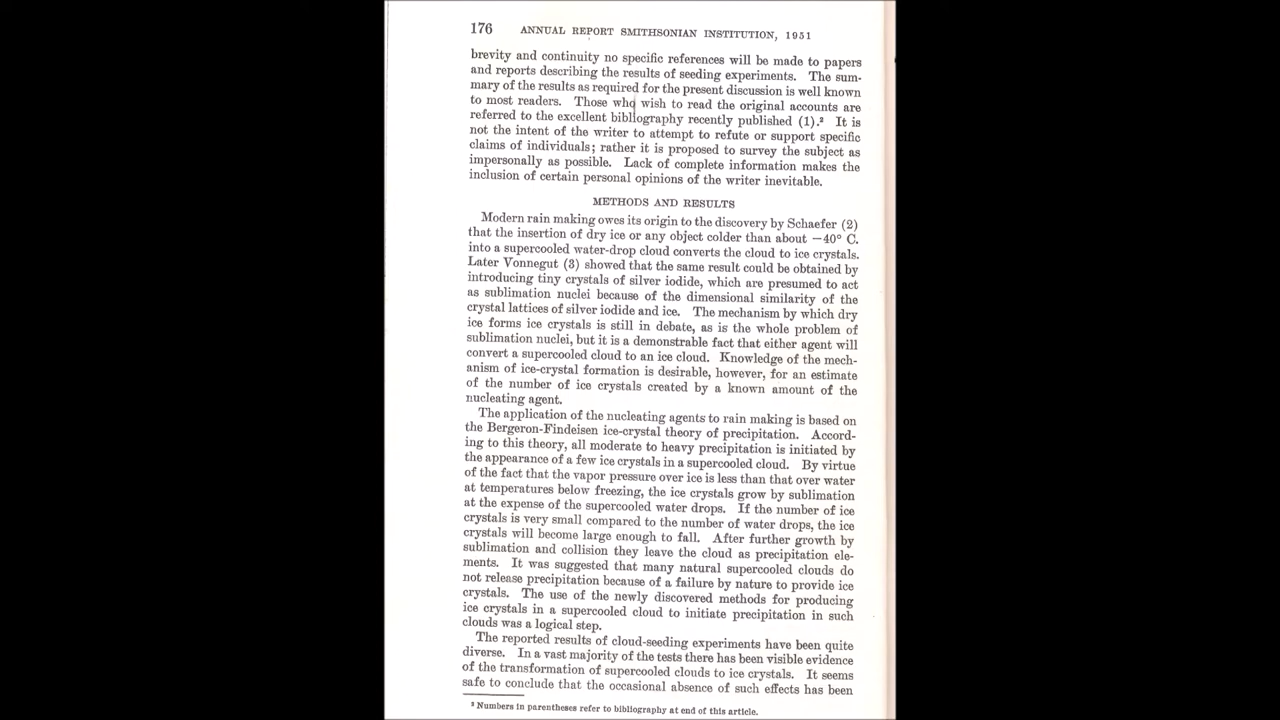 176 ANNUAL REPORT SMITHSONIAN INSTITUTION, 1951
brevity and continuity no specific references will be made to papers
and reports describing the results of seeding experiments. The sum-
mary of the results as required for the present discussion is well known
to most readers. Those who wish to read the original accounts are
referred to the excellent bibliography recently published (1).² It is
not the intent of the writer to attempt to refute or support specific
claims of individuals; rather it is proposed to survey the subject as
impersonally as possible. Lack of complete information makes the
inclusion of certain personal opinions of the writer inevitable.
METHODS AND RESULTS
Modern rain making owes its origin to the discovery by Schaefer (2)
that the insertion of dry ice or any object colder than about −40° C.
into a supercooled water-drop cloud converts the cloud to ice crystals.
Later Vonnegut (3) showed that the same result could be obtained by
introducing tiny crystals of silver iodide, which are presumed to act
as sublimation nuclei because of the dimensional similarity of the
crystal lattices of silver iodide and ice. The mechanism by which dry
ice forms ice crystals is still in debate, as is the whole problem of
sublimation nuclei, but it is a demonstrable fact that either agent will
convert a supercooled cloud to an ice cloud. Knowledge of the mech-
anism of ice-crystal formation is desirable, however, for an estimate
of the number of ice crystals created by a known amount of the
nucleating agent.
The application of the nucleating agents to rain making is based on
the Bergeron-Findeisen ice-crystal theory of precipitation. Accord-
ing to this theory, all moderate to heavy precipitation is initiated by
the appearance of a few ice crystals in a supercooled cloud. By virtue
of the fact that the vapor pressure over ice is less than that over water
at temperatures below freezing, the ice crystals grow by sublimation
at the expense of the supercooled water drops. If the number of ice
crystals is very small compared to the number of water drops, the ice
crystals will become large enough to fall. After further growth by
sublimation and collision they leave the cloud as precipitation ele-
ments. It was suggested that many natural supercooled clouds do
not release precipitation because of a failure by nature to provide ice
crystals. The use of the newly discovered methods for producing
ice crystals in a supercooled cloud to initiate precipitation in such
clouds was a logical step.
The reported results of cloud-seeding experiments have been quite
diverse. In a vast majority of the tests there has been visible evidence
of the transformation of supercooled clouds to ice crystals. It seems
safe to conclude that the occasional absence of such effects has been
² Numbers in parentheses refer to bibliography at end of this article.